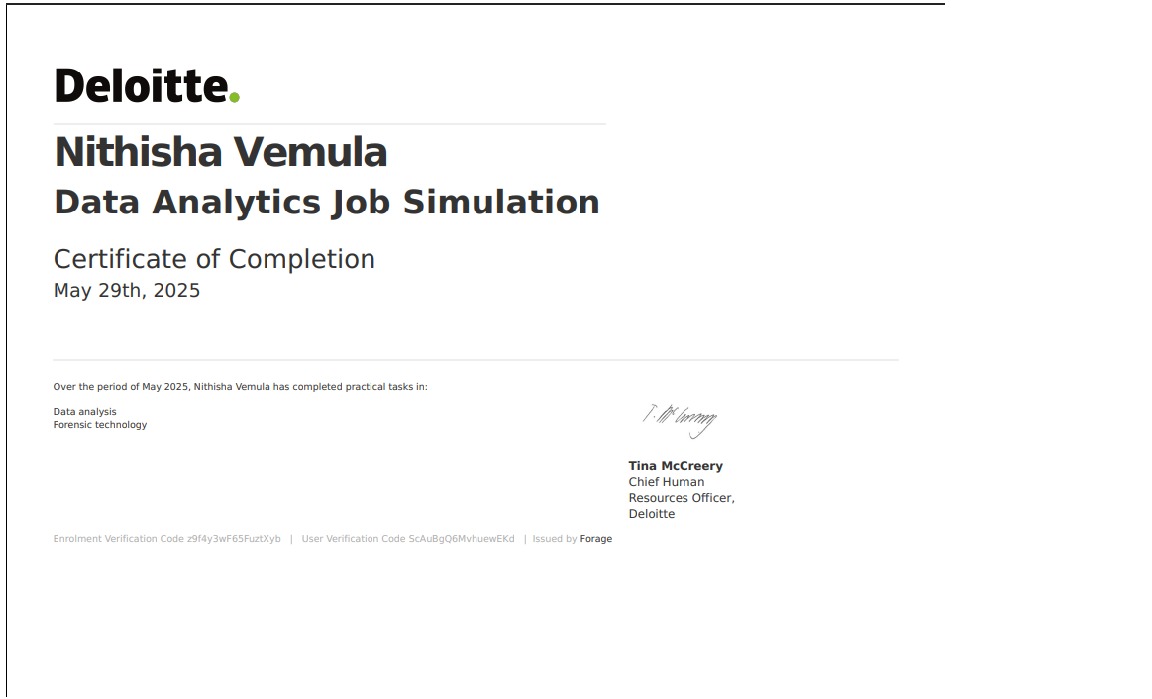 Deloitte.
Nithisha Vemula
Data Analytics Job Simulation
Certificate of Completion
May 29th, 2025
Over the period of May 2025, Nithisha Vemula has completed practical tasks in:
Data analysis
Forensic technology
T. McCreery
Tina McCreery
Chief Human
Resources Officer,
Deloitte
Enrolment Verification Code z9f4y3wF65FuztXyb | User Verification Code ScAuBgQ6MvhuewEKd | Issued by Forage